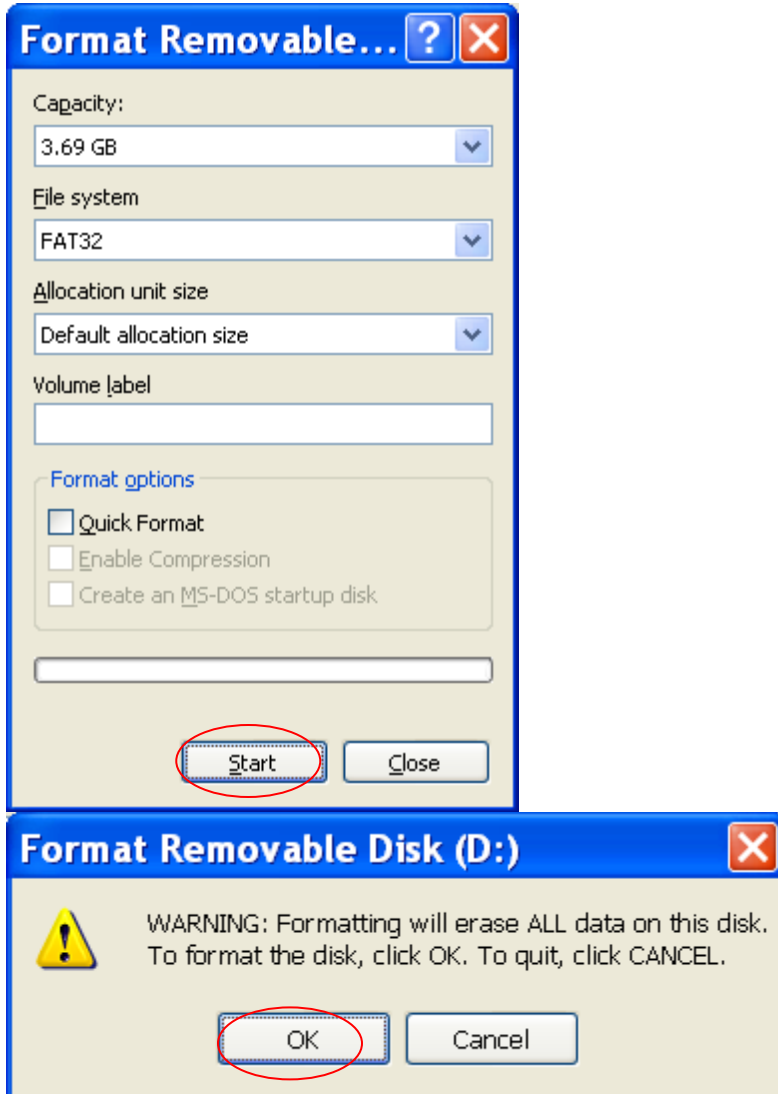 Format Removable...
Capacity:
3.69 GB
File system
FAT32
Allocation unit size
Default allocation size
Volume label
Format options
Quick Format
Enable Compression
Create an MS-DOS startup disk
Start Close
Format Removable Disk (D:)
WARNING: Formatting will erase ALL data on this disk.
To format the disk, click OK. To quit, click CANCEL.
OK Cancel